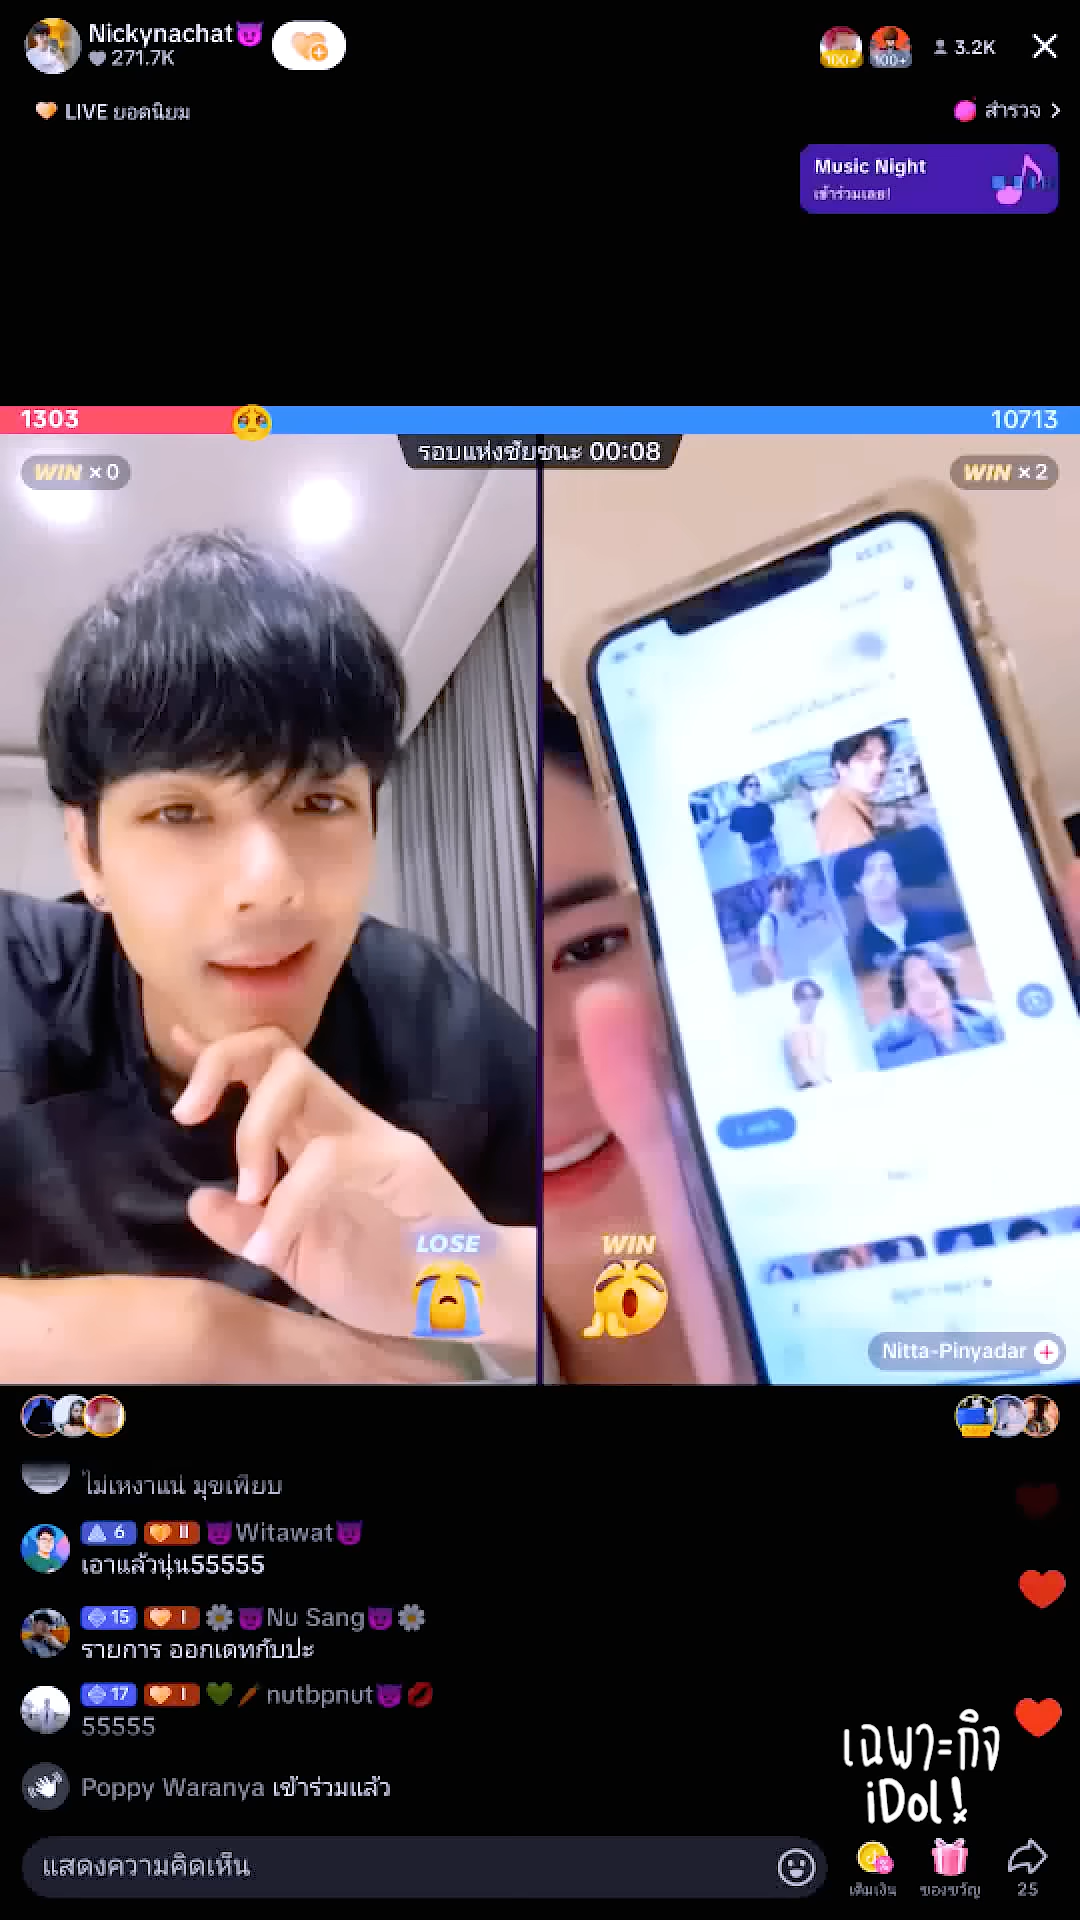 Nickynachat😈
271.7K
100+
100+
3.2K
LIVE ยอดนิยม
สำรวจ >
Music Night
เข้าร่วมเลย!
1303
10713
รอบแห่งชัยชนะ 00:08
WIN × 0
WIN × 2
LOSE
WIN
Nitta-Pinyadar
ไม่เหงาแน่ มุขเพียบ
6 II 😈Witawat😈
เอาแล้วนุ่น55555
15 I 🌼😈Nu Sang😈🌼
รายการ ออกเดทกับปะ
17 I 💚🥕 nutbpnut😈💋
55555
Poppy Waranya เข้าร่วมแล้ว
เฉพาะกิจ
iDol!
แสดงความคิดเห็น
เติมเงิน
ของขวัญ
25